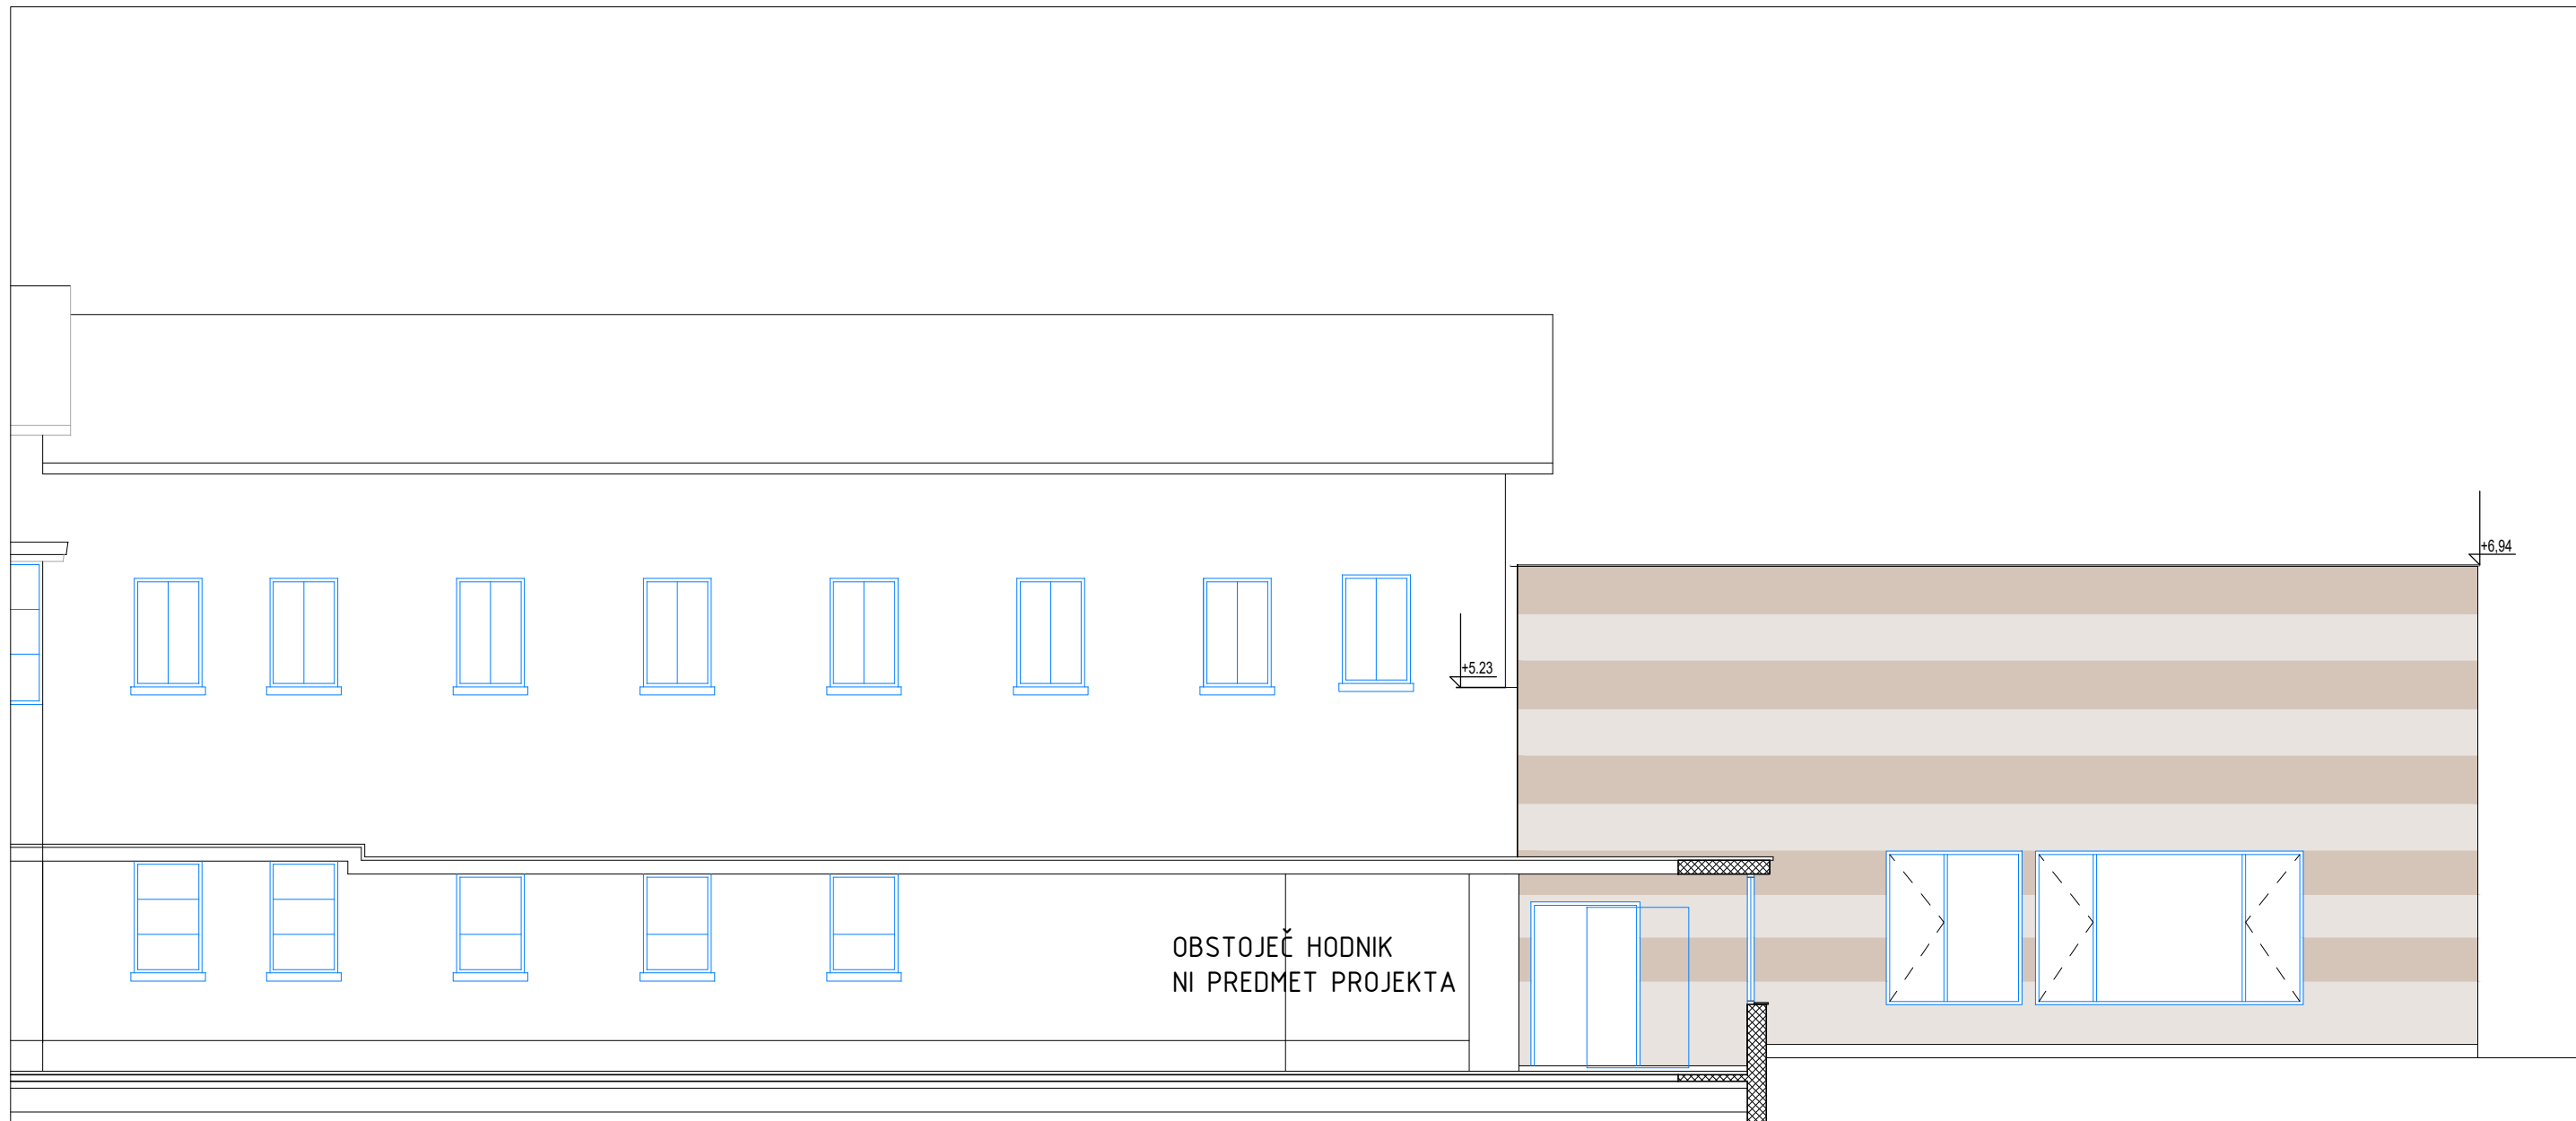 +6,94
+5.23
OBSTOJEČ HODNIK
NI PREDMET PROJEKTA